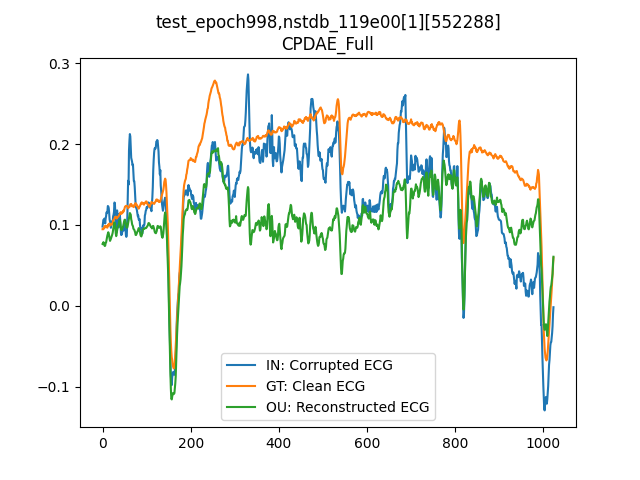 test_epoch998,nstdb_119e00[1][552288]
CPDAE_Full
0.3
0.2
0.1
0.0
−0.1
0
200
400
600
800
1000
IN: Corrupted ECG
GT: Clean ECG
OU: Reconstructed ECG